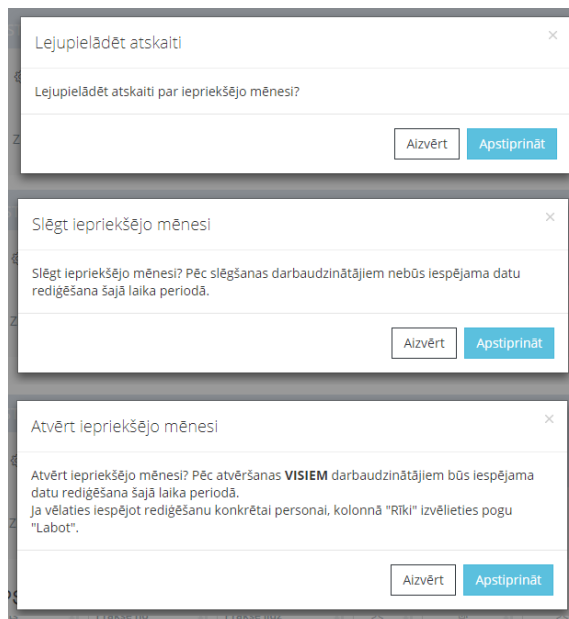 Lejupielādēt atskaiti
×
Lejupielādēt atskaiti par iepriekšējo mēnesi?
Aizvērt Apstiprināt
Slēgt iepriekšējo mēnesi
×
Slēgt iepriekšējo mēnesi? Pēc slēgšanas darbaudzinātājiem nebūs iespējama datu
rediģēšana šajā laika periodā.
Aizvērt Apstiprināt
Atvērt iepriekšējo mēnesi
×
Atvērt iepriekšējo mēnesi? Pēc atvēršanas VISIEM darbaudzinātājiem būs iespējama
datu rediģēšana šajā laika periodā.
Ja vēlaties iespējot rediģēšanu konkrētai personai, kolonnā "Rīki" izvēlieties pogu
"Labot".
Aizvērt Apstiprināt